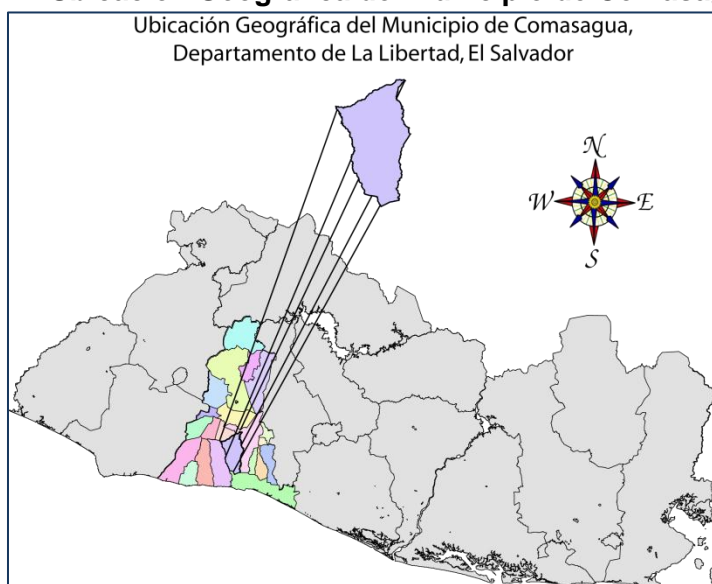 Ubicación Geográfica del Municipio de Comasagua,
Departamento de La Libertad, El Salvador
N
W E
S